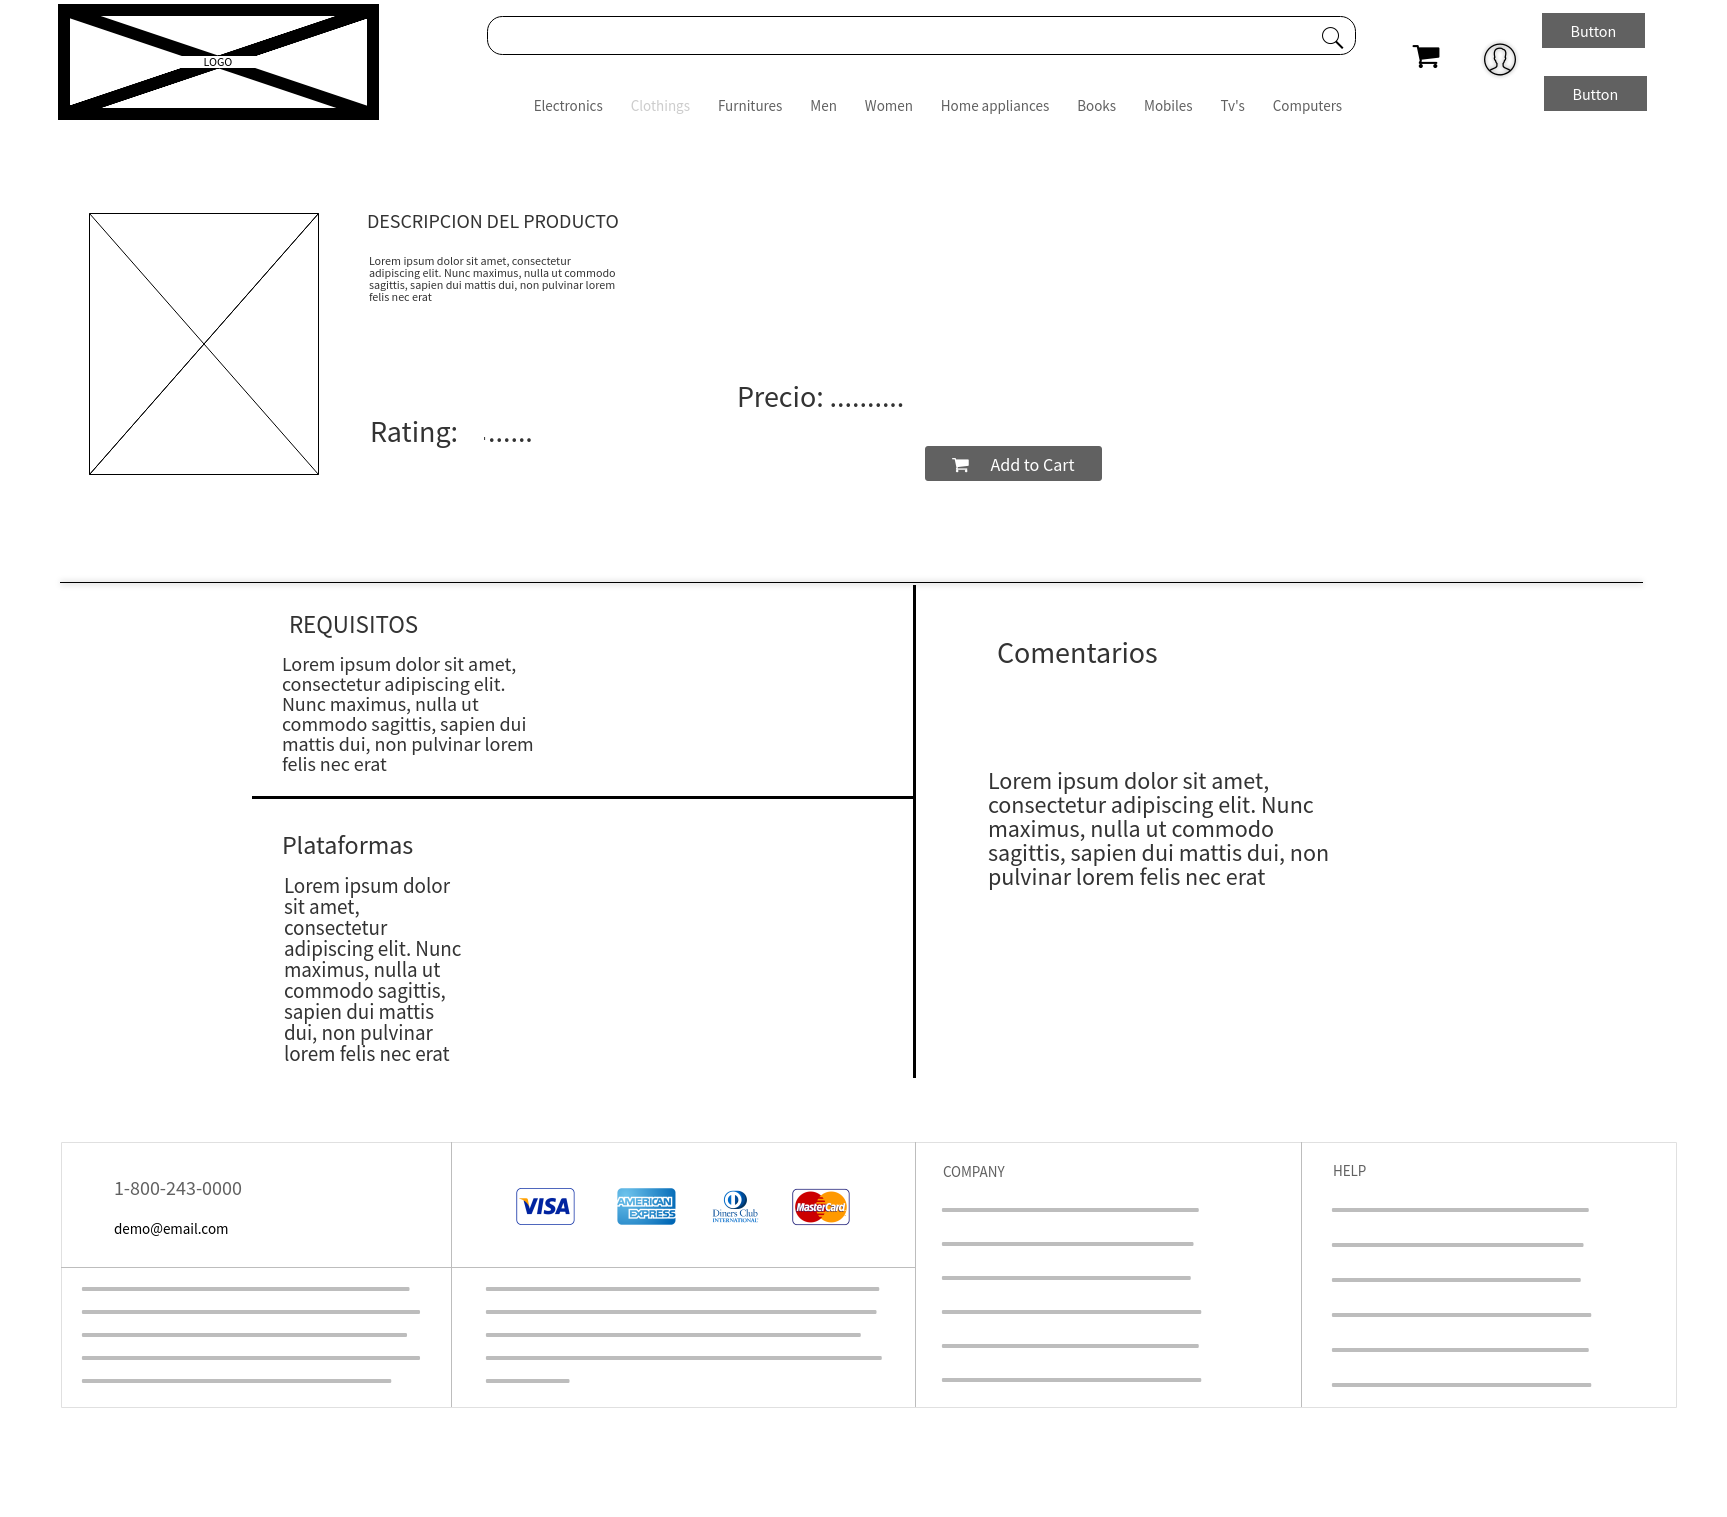 LOGO
Button
Button
Electronics Clothings Furnitures Men Women Home appliances Books Mobiles Tv's Computers
DESCRIPCION DEL PRODUCTO
Lorem ipsum dolor sit amet, consectetur
adipiscing elit. Nunc maximus, nulla ut commodo
sagittis, sapien dui mattis dui, non pulvinar lorem
felis nec erat
Precio: ..........
Rating: .......
Add to Cart
REQUISITOS
Lorem ipsum dolor sit amet,
consectetur adipiscing elit.
Nunc maximus, nulla ut
commodo sagittis, sapien dui
mattis dui, non pulvinar lorem
felis nec erat
Plataformas
Lorem ipsum dolor
sit amet,
consectetur
adipiscing elit. Nunc
maximus, nulla ut
commodo sagittis,
sapien dui mattis
dui, non pulvinar
lorem felis nec erat
Comentarios
Lorem ipsum dolor sit amet,
consectetur adipiscing elit. Nunc
maximus, nulla ut commodo
sagittis, sapien dui mattis dui, non
pulvinar lorem felis nec erat
1-800-243-0000
demo@email.com
VISA
AMERICAN
EXPRESS
Diners Club
INTERNATIONAL
MasterCard
COMPANY
HELP